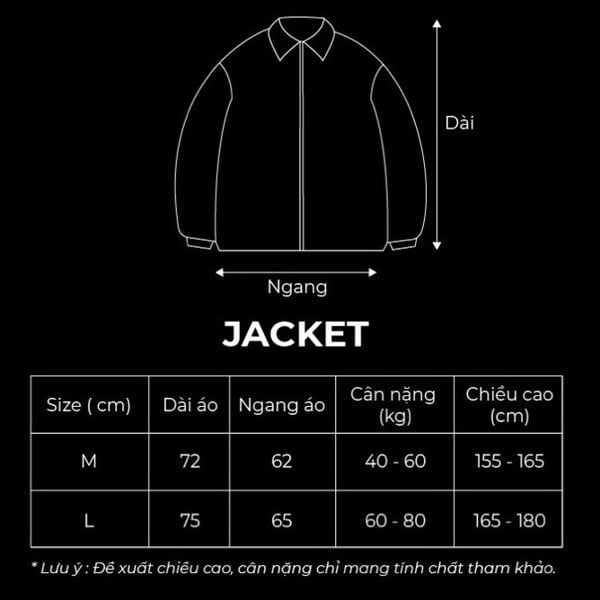 Dài
Ngang
JACKET
Size ( cm) Dài áo Ngang áo Cân nặng (kg) Chiều cao (cm)
M 72 62 40 - 60 155 - 165
L 75 65 60 - 80 165 - 180
* Lưu ý : Đề xuất chiều cao, cân nặng chỉ mang tính chất tham khảo.